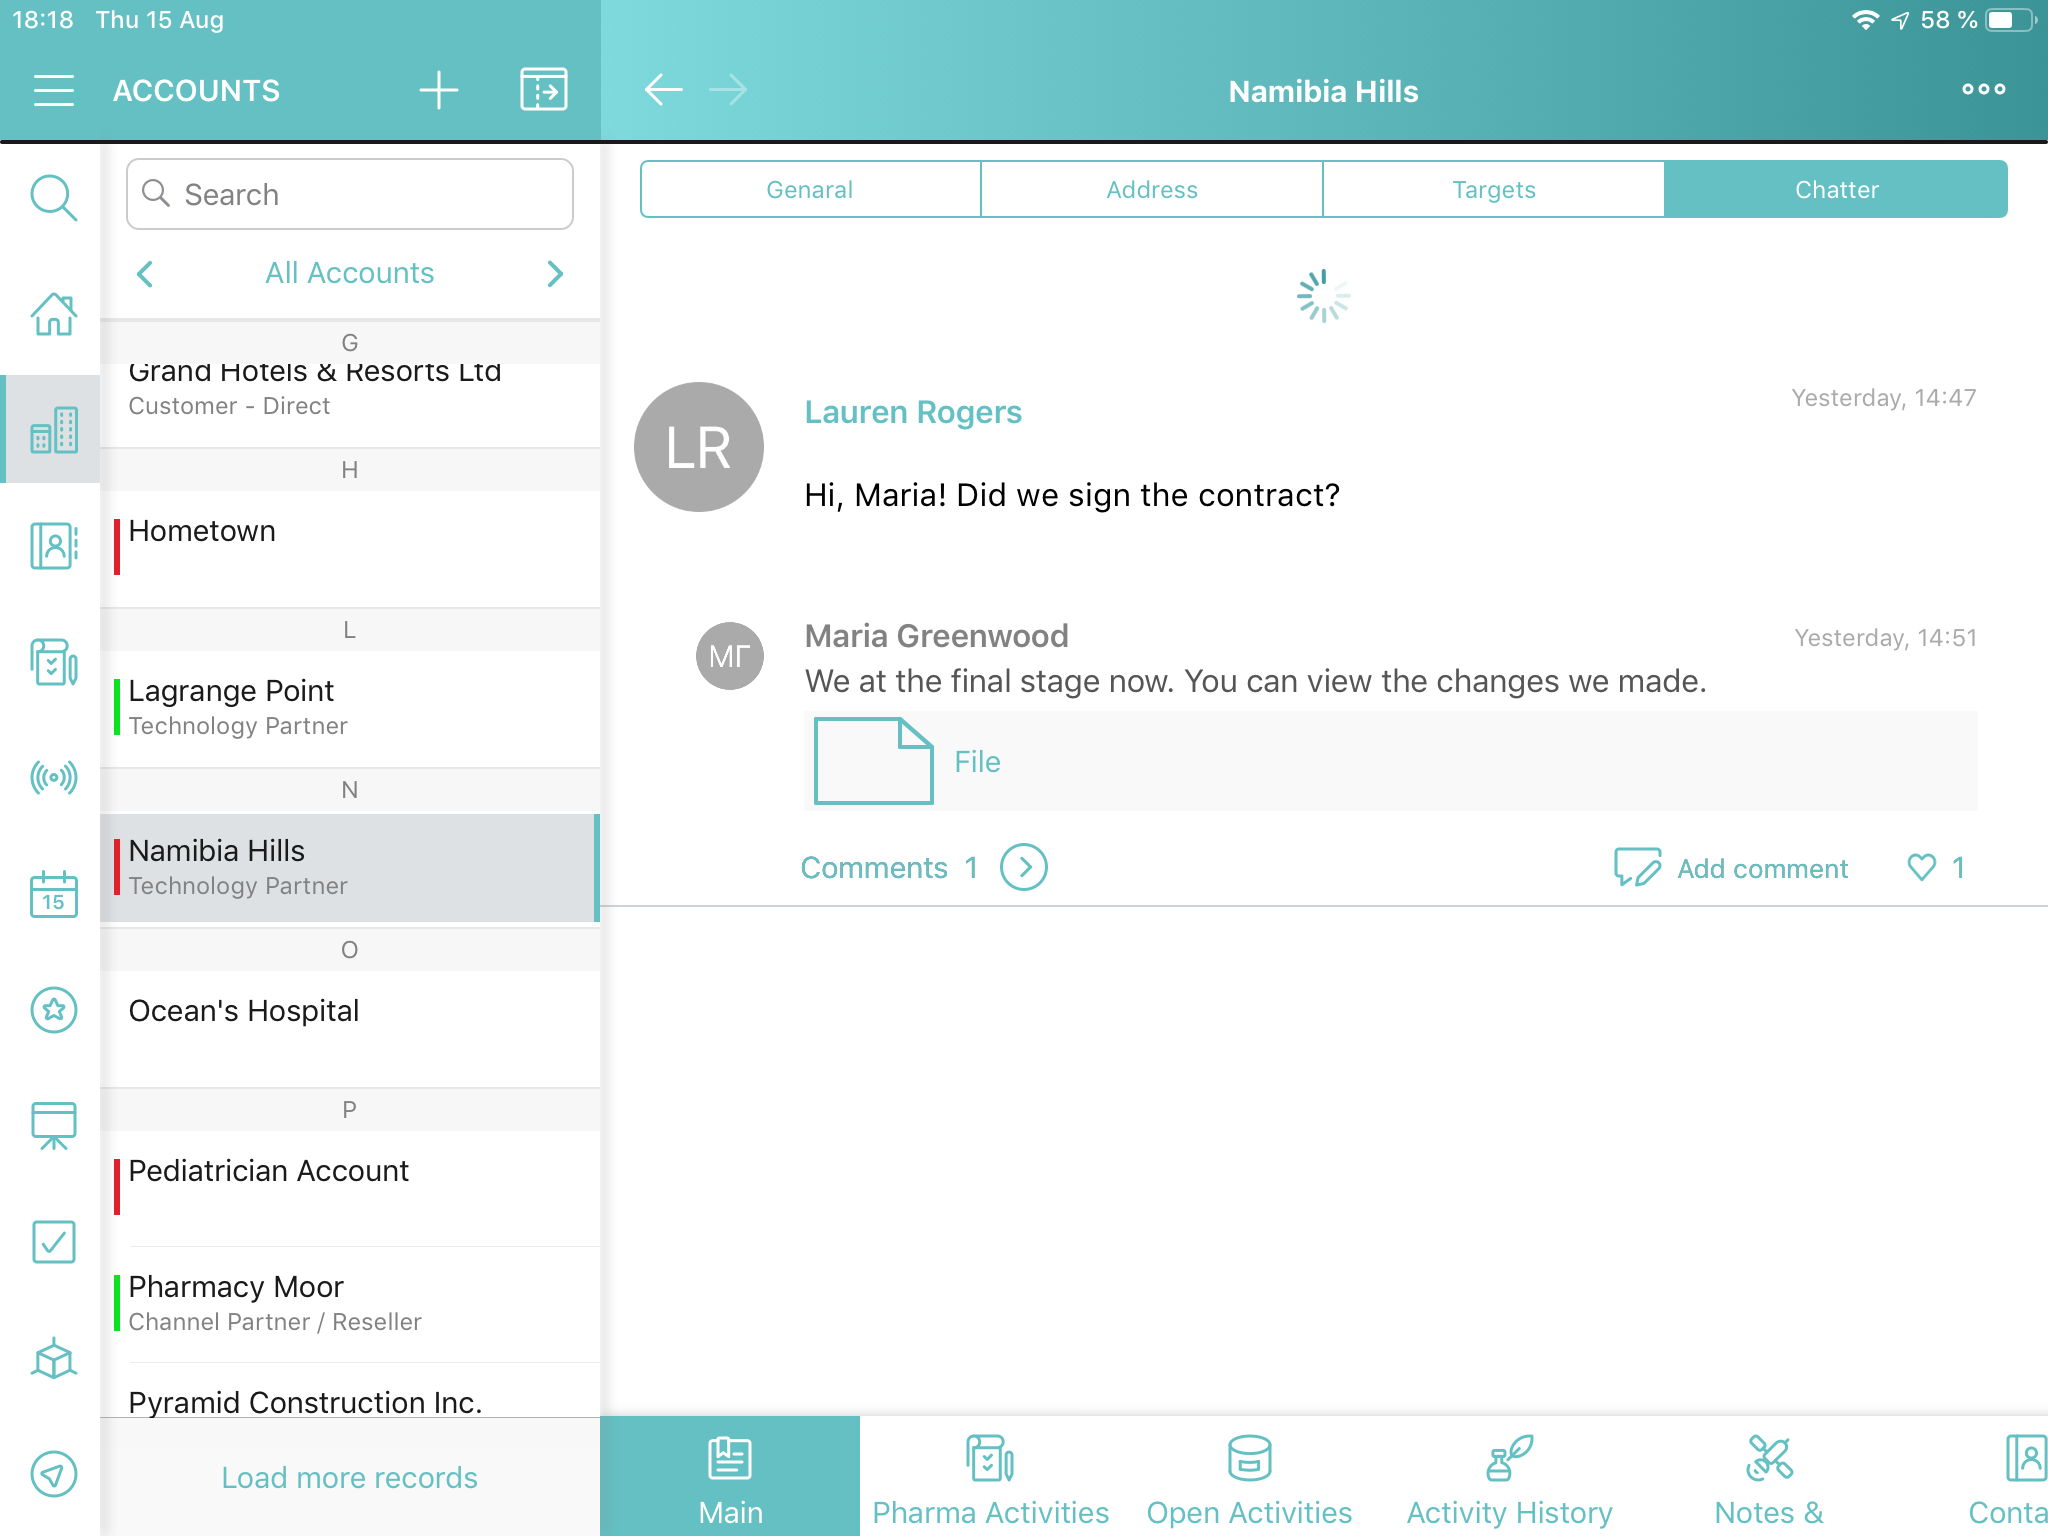 18:18 Thu 15 Aug
58 %
ACCOUNTS
Namibia Hills
Search
All Accounts
G
Grand Hotels & Resorts Ltd
Customer - Direct
H
Hometown
L
Lagrange Point
Technology Partner
N
Namibia Hills
Technology Partner
O
Ocean's Hospital
P
Pediatrician Account
Pharmacy Moor
Channel Partner / Reseller
Pyramid Construction Inc.
Load more records
15
Genaral
Address
Targets
Chatter
LR
Lauren Rogers
Yesterday, 14:47
Hi, Maria! Did we sign the contract?
МГ
Maria Greenwood
Yesterday, 14:51
We at the final stage now. You can view the changes we made.
File
Comments 1
Add comment
1
Main
Pharma Activities
Open Activities
Activity History
Notes &
Conta